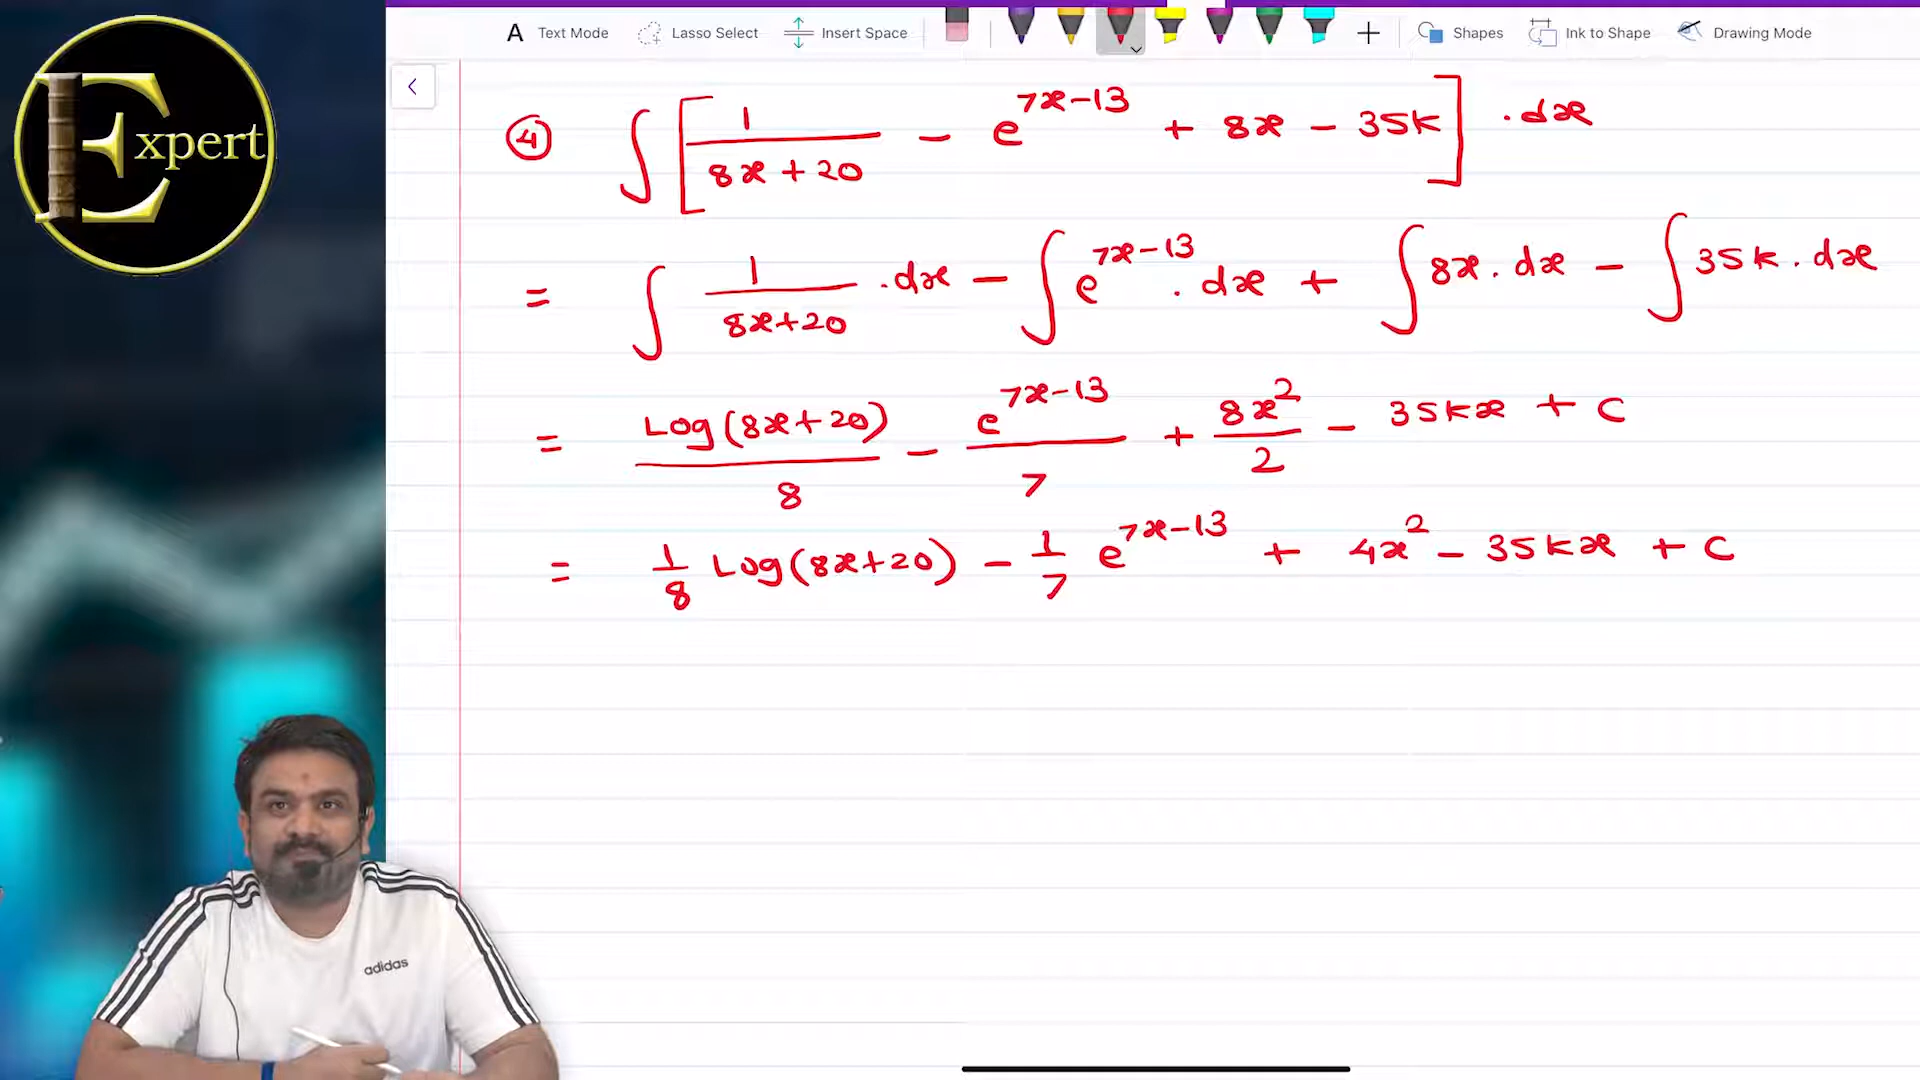 Expert
A Text Mode Lasso Select Insert Space Shapes Ink to Shape Drawing Mode
④ ∫ [ 1/(8x+20) − e^(7x−13) + 8x − 35k ] . dx
= ∫ 1/(8x+20) . dx − ∫ e^(7x−13) . dx + ∫ 8x . dx − ∫ 35k . dx
= Log(8x+20)/8 − e^(7x−13)/7 + 8x²/2 − 35kx + c
= 1/8 Log(8x+20) − 1/7 e^(7x−13) + 4x² − 35kx + c
adidas